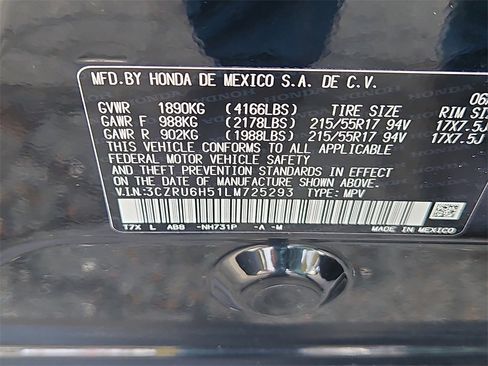 MFD.BY HONDA DE MEXICO S.A. DE C.V.
GVWR 1890KG (4166LBS) TIRE SIZE RIM SIZ
GAWR F 988KG (2178LBS) 215/55R17 94V 17X7.5J
GAWR R 902KG (1988LBS) 215/55R17 94V 17X7.5J
THIS VEHICLE CONFORMS TO ALL APPLICABLE
FEDERAL MOTOR VEHICLE SAFETY
AND THEFT PREVENTION STANDARDS IN EFFECT
ON THE DATE OF MANUFACTURE SHOWN ABOVE.
V.I.N:3CZRU6H51LM725293 TYPE: MPV
T7X L AB8 -NH731P -A -M MADE IN MEXICO